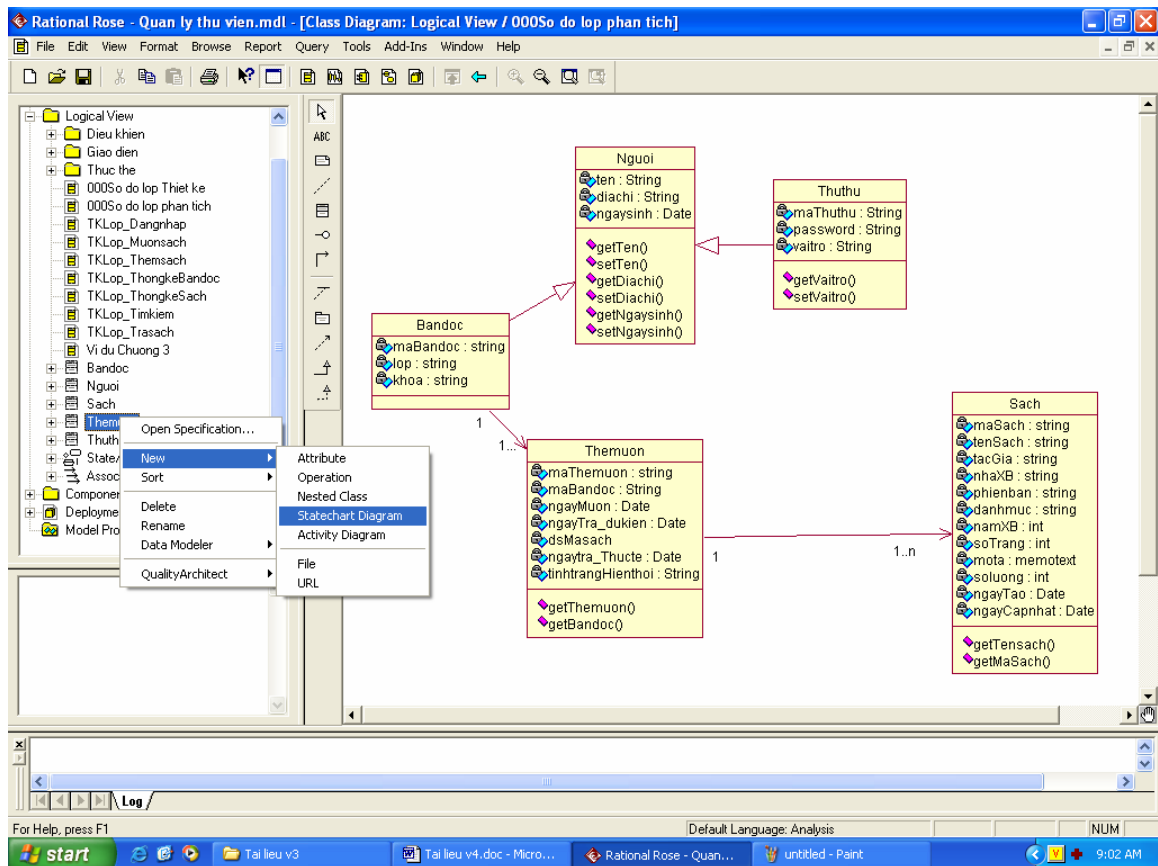 Rational Rose - Quan ly thu vien.mdl - [Class Diagram: Logical View / 000So do lop phan tich]
File Edit View Format Browse Report Query Tools Add-Ins Window Help
ABC
Logical View
Dieu khien
Giao dien
Thuc the
000So do lop Thiet ke
000So do lop phan tich
TKLop_Dangnhap
TKLop_Muonsach
TKLop_Themsach
TKLop_ThongkeBandoc
TKLop_ThongkeSach
TKLop_Timkiem
TKLop_Trasach
Vi du Chuong 3
Bandoc
Nguoi
Sach
Themu
Thuth
State/
Assoc
Componer
Deployme
Model Pro
Open Specification...
New
Sort
Delete
Rename
Data Modeler
QualityArchitect
Attribute
Operation
Nested Class
Statechart Diagram
Activity Diagram
File
URL
Nguoi
ten : String
diachi : String
ngaysinh : Date
getTen()
setTen()
getDiachi()
setDiachi()
getNgaysinh()
setNgaysinh()
Thuthu
maThuthu : String
password : String
vaitro : String
getVaitro()
setVaitro()
Bandoc
maBandoc : string
lop : string
khoa : string
1
1...
Themuon
maThemuon : string
maBandoc : String
ngayMuon : Date
ngayTra_dukien : Date
dsMasach
ngaytra_Thucte : Date
tinhtrangHienthoi : String
getThemuon()
getBandoc()
1
1..n
Sach
maSach : string
tenSach : string
tacGia : string
nhaXB : string
phienban : string
danhmuc : string
namXB : int
soTrang : int
mota : memotext
soluong : int
ngayTao : Date
ngayCapnhat : Date
getTensach()
getMaSach()
Log
For Help, press F1
Default Language: Analysis
NUM
start
Tai lieu v3
Tai lieu v4.doc - Micro...
Rational Rose - Quan...
untitled - Paint
9:02 AM